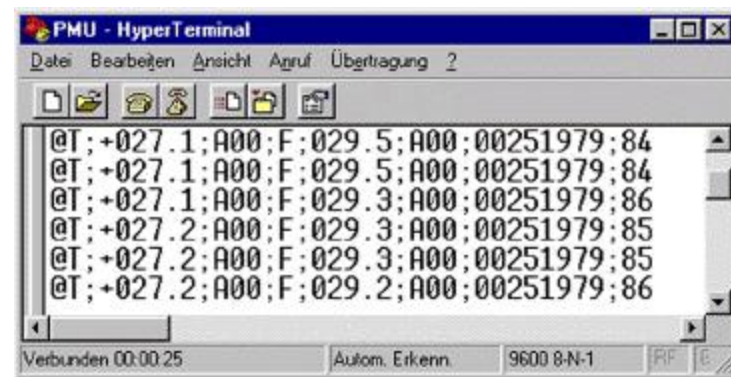 PMU - HyperTerminal
Datei Bearbeiten Ansicht Anruf Übertragung ?
@T;+027.1;A00;F;029.5;A00;00251979;84
@T;+027.1;A00;F;029.5;A00;00251979;84
@T;+027.1;A00;F;029.3;A00;00251979;86
@T;+027.2;A00;F;029.3;A00;00251979;85
@T;+027.2;A00;F;029.3;A00;00251979;85
@T;+027.2;A00;F;029.2;A00;00251979;86
Verbunden 00:00:25 Autom. Erkenn. 9600 8-N-1 RF